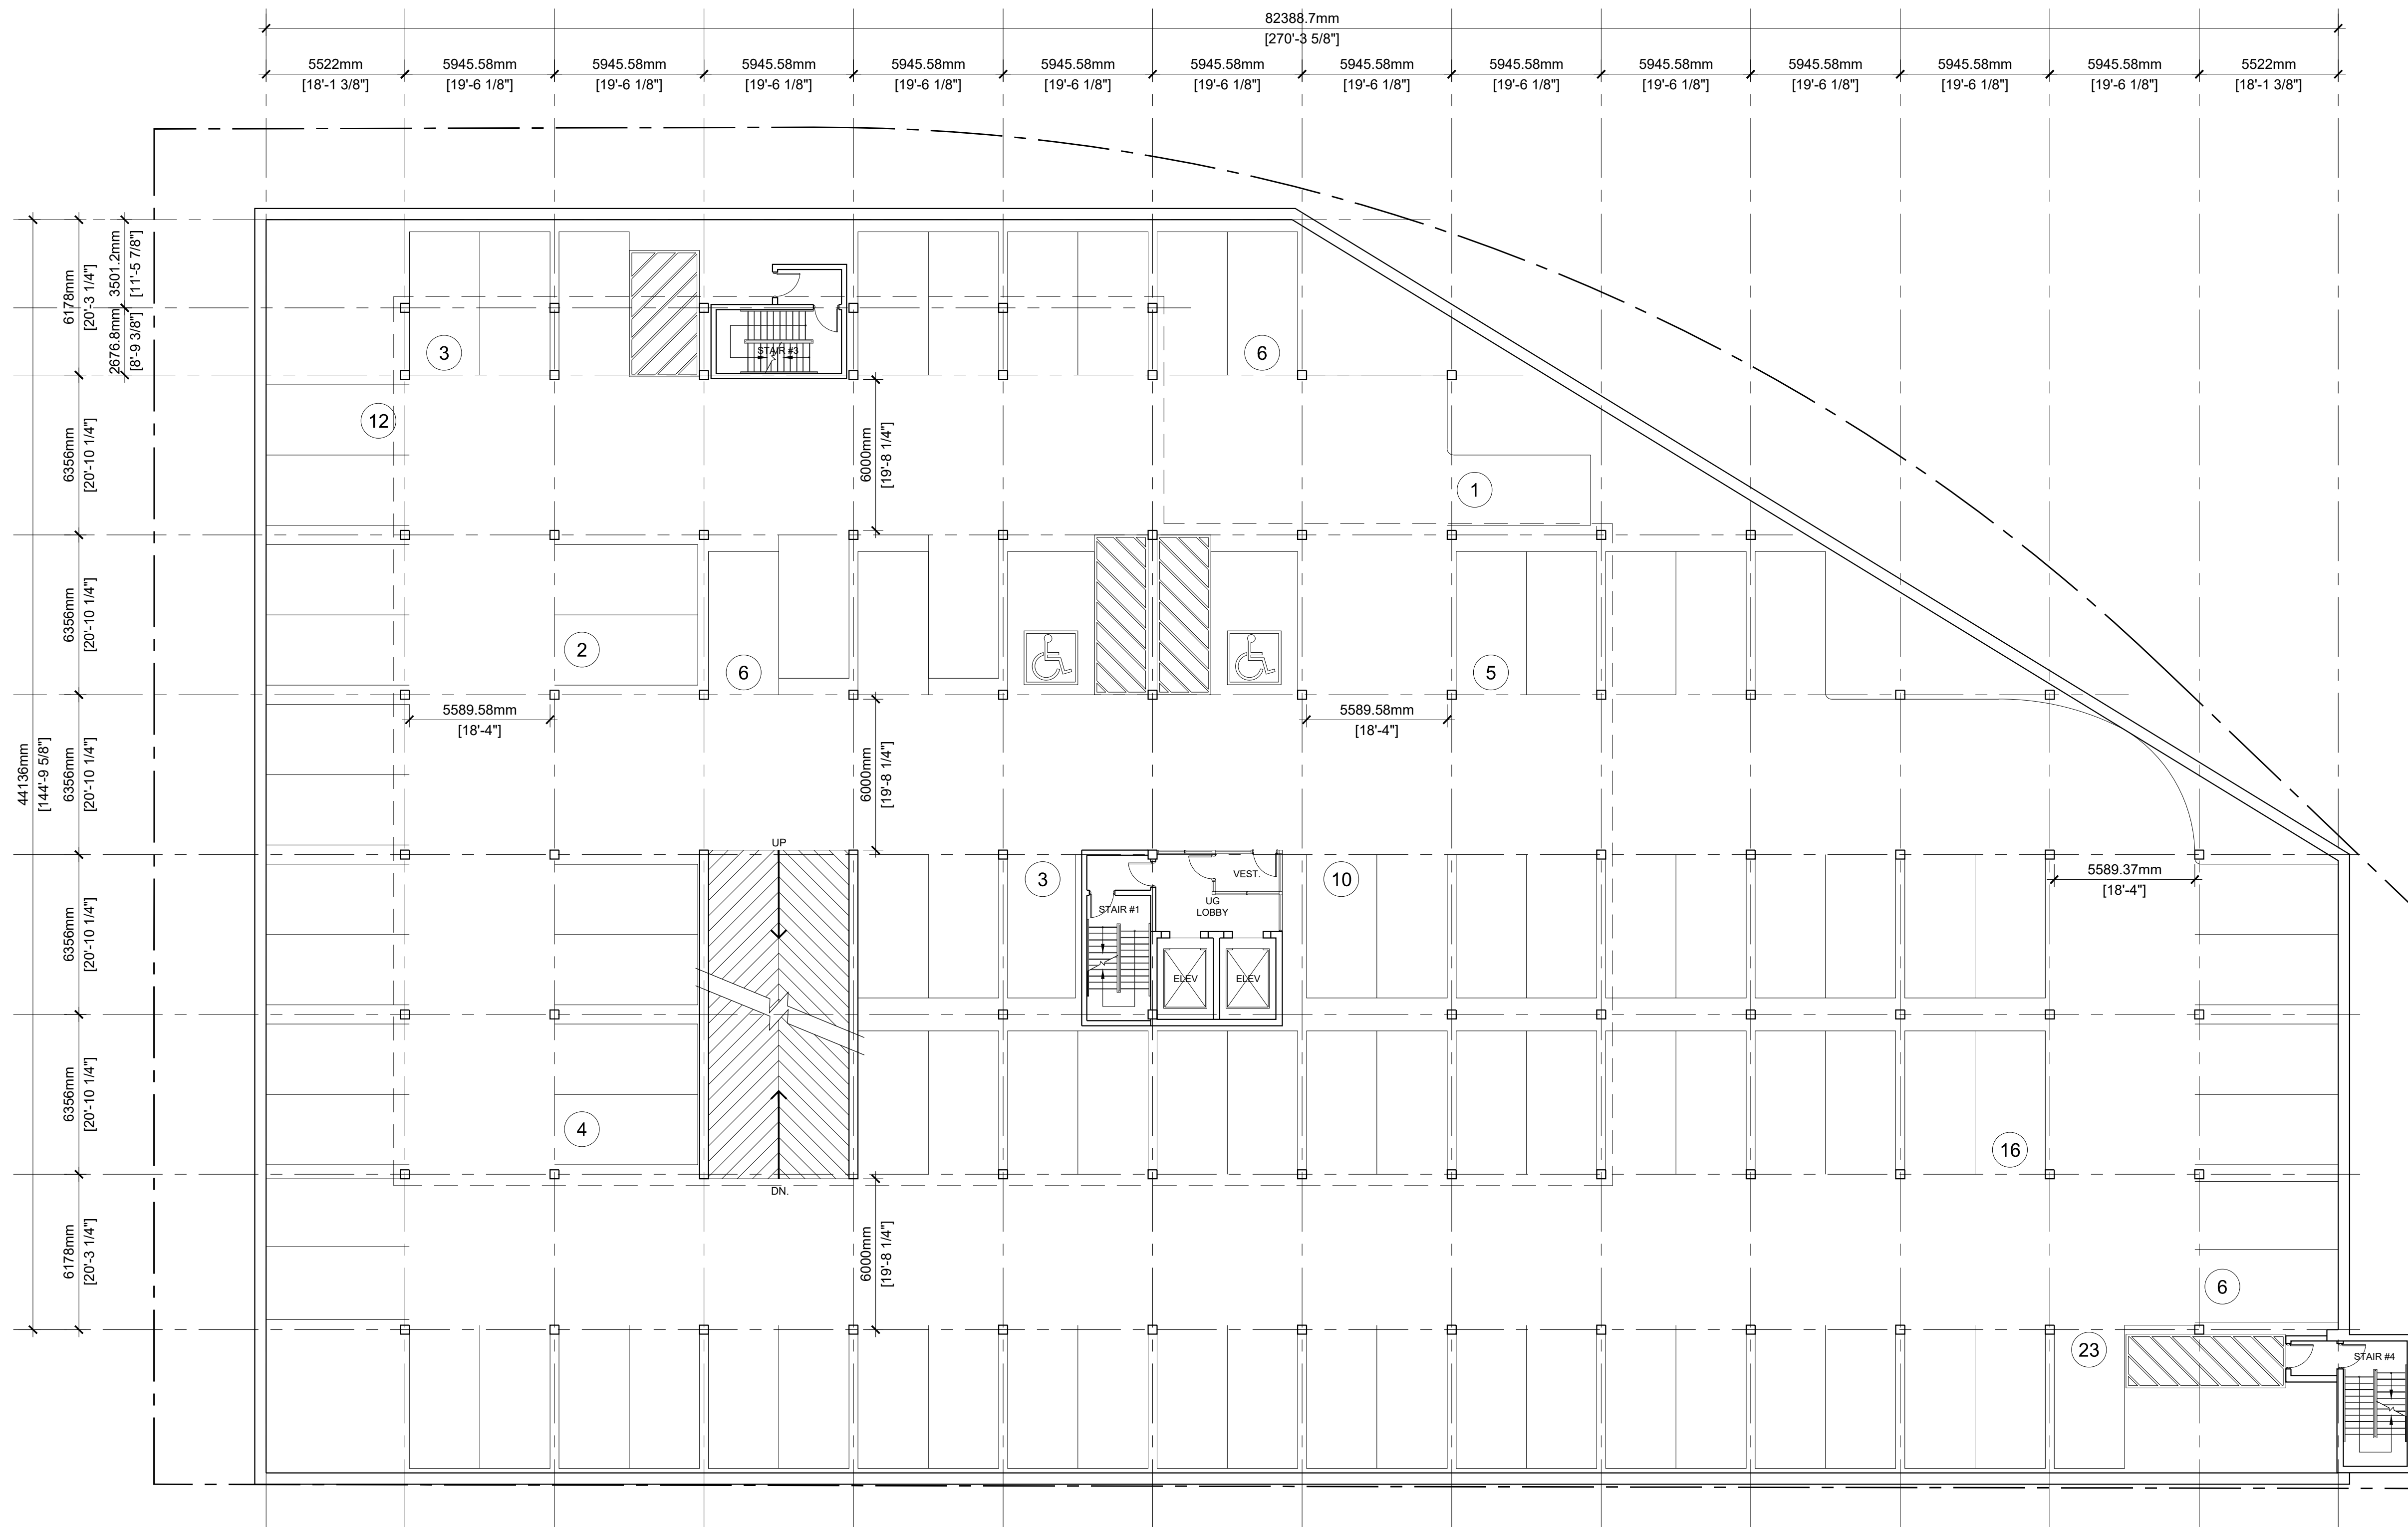 82388.7mm
[270'-3 5/8"]
5522mm
[18'-1 3/8"]
5945.58mm
[19'-6 1/8"]
5945.58mm
[19'-6 1/8"]
5945.58mm
[19'-6 1/8"]
5945.58mm
[19'-6 1/8"]
5945.58mm
[19'-6 1/8"]
5945.58mm
[19'-6 1/8"]
5945.58mm
[19'-6 1/8"]
5945.58mm
[19'-6 1/8"]
5945.58mm
[19'-6 1/8"]
5945.58mm
[19'-6 1/8"]
5945.58mm
[19'-6 1/8"]
5945.58mm
[19'-6 1/8"]
5522mm
[18'-1 3/8"]
44136mm
[144'-9 5/8"]
6178mm
[20'-3 1/4"]
3501.2mm
[11'-5 7/8"]
2676.8mm
[8'-9 3/8"]
6356mm
[20'-10 1/4"]
6356mm
[20'-10 1/4"]
6356mm
[20'-10 1/4"]
6356mm
[20'-10 1/4"]
6356mm
[20'-10 1/4"]
6178mm
[20'-3 1/4"]
3
STAIR #3
6
12
6000mm
[19'-8 1/4"]
1
2
6
5
5589.58mm
[18'-4"]
5589.58mm
[18'-4"]
6000mm
[19'-8 1/4"]
UP
3
VEST.
10
5589.37mm
[18'-4"]
STAIR #1
UG
LOBBY
ELEV
ELEV
4
16
DN.
6000mm
[19'-8 1/4"]
6
23
STAIR #4